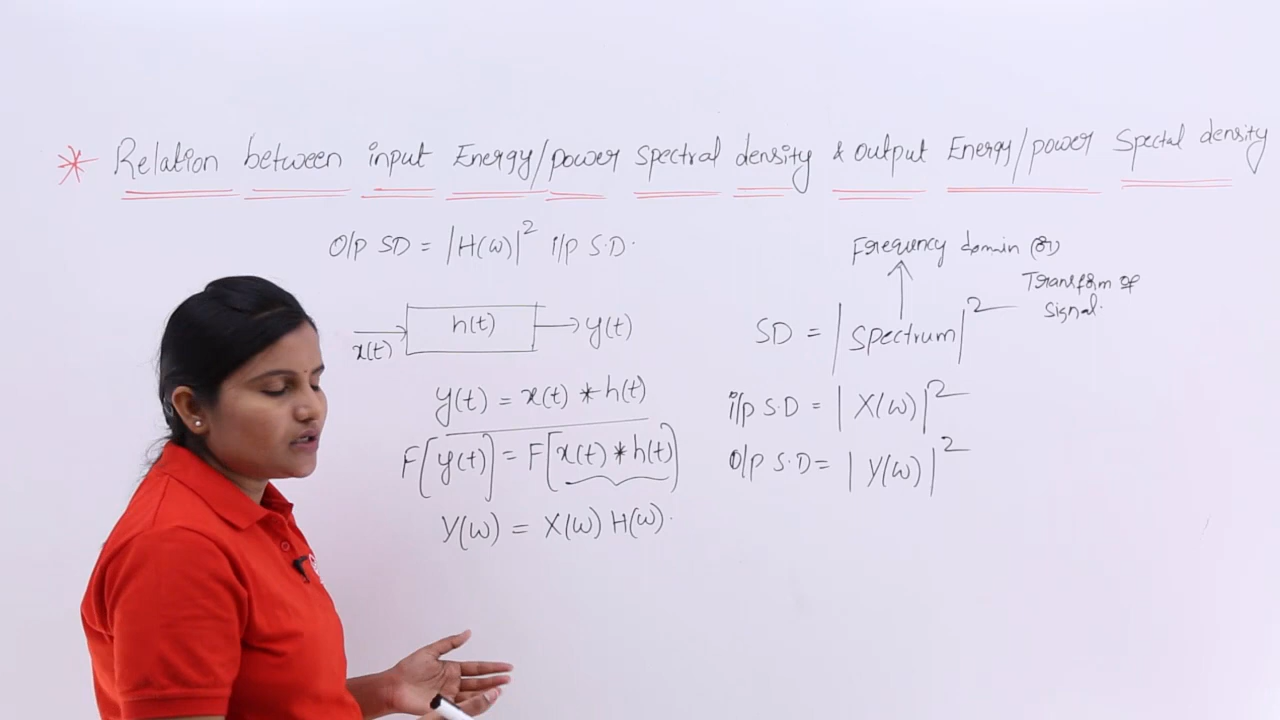 * Relation between input Energy/power spectral density & output Energy/power Spectal density
O/p SD = |H(ω)|² i/p S.D.
x(t) h(t) y(t)
y(t) = x(t) * h(t)
F[y(t)] = F[x(t) * h(t)]
Y(ω) = X(ω) H(ω).
Frequency domain (or)
Transform of
signal.
SD = |Spectrum|²
i/p S.D = |X(ω)|²
O/p S.D = |Y(ω)|²